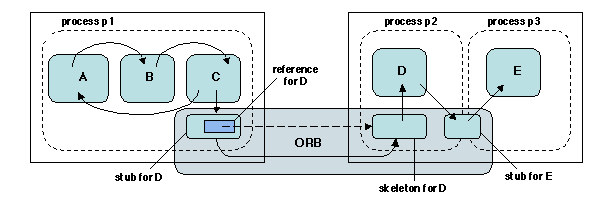 process p1
process p2
process p3
A
B
C
D
E
reference
for D
ORB
stub for D
skeleton for D
stub for E